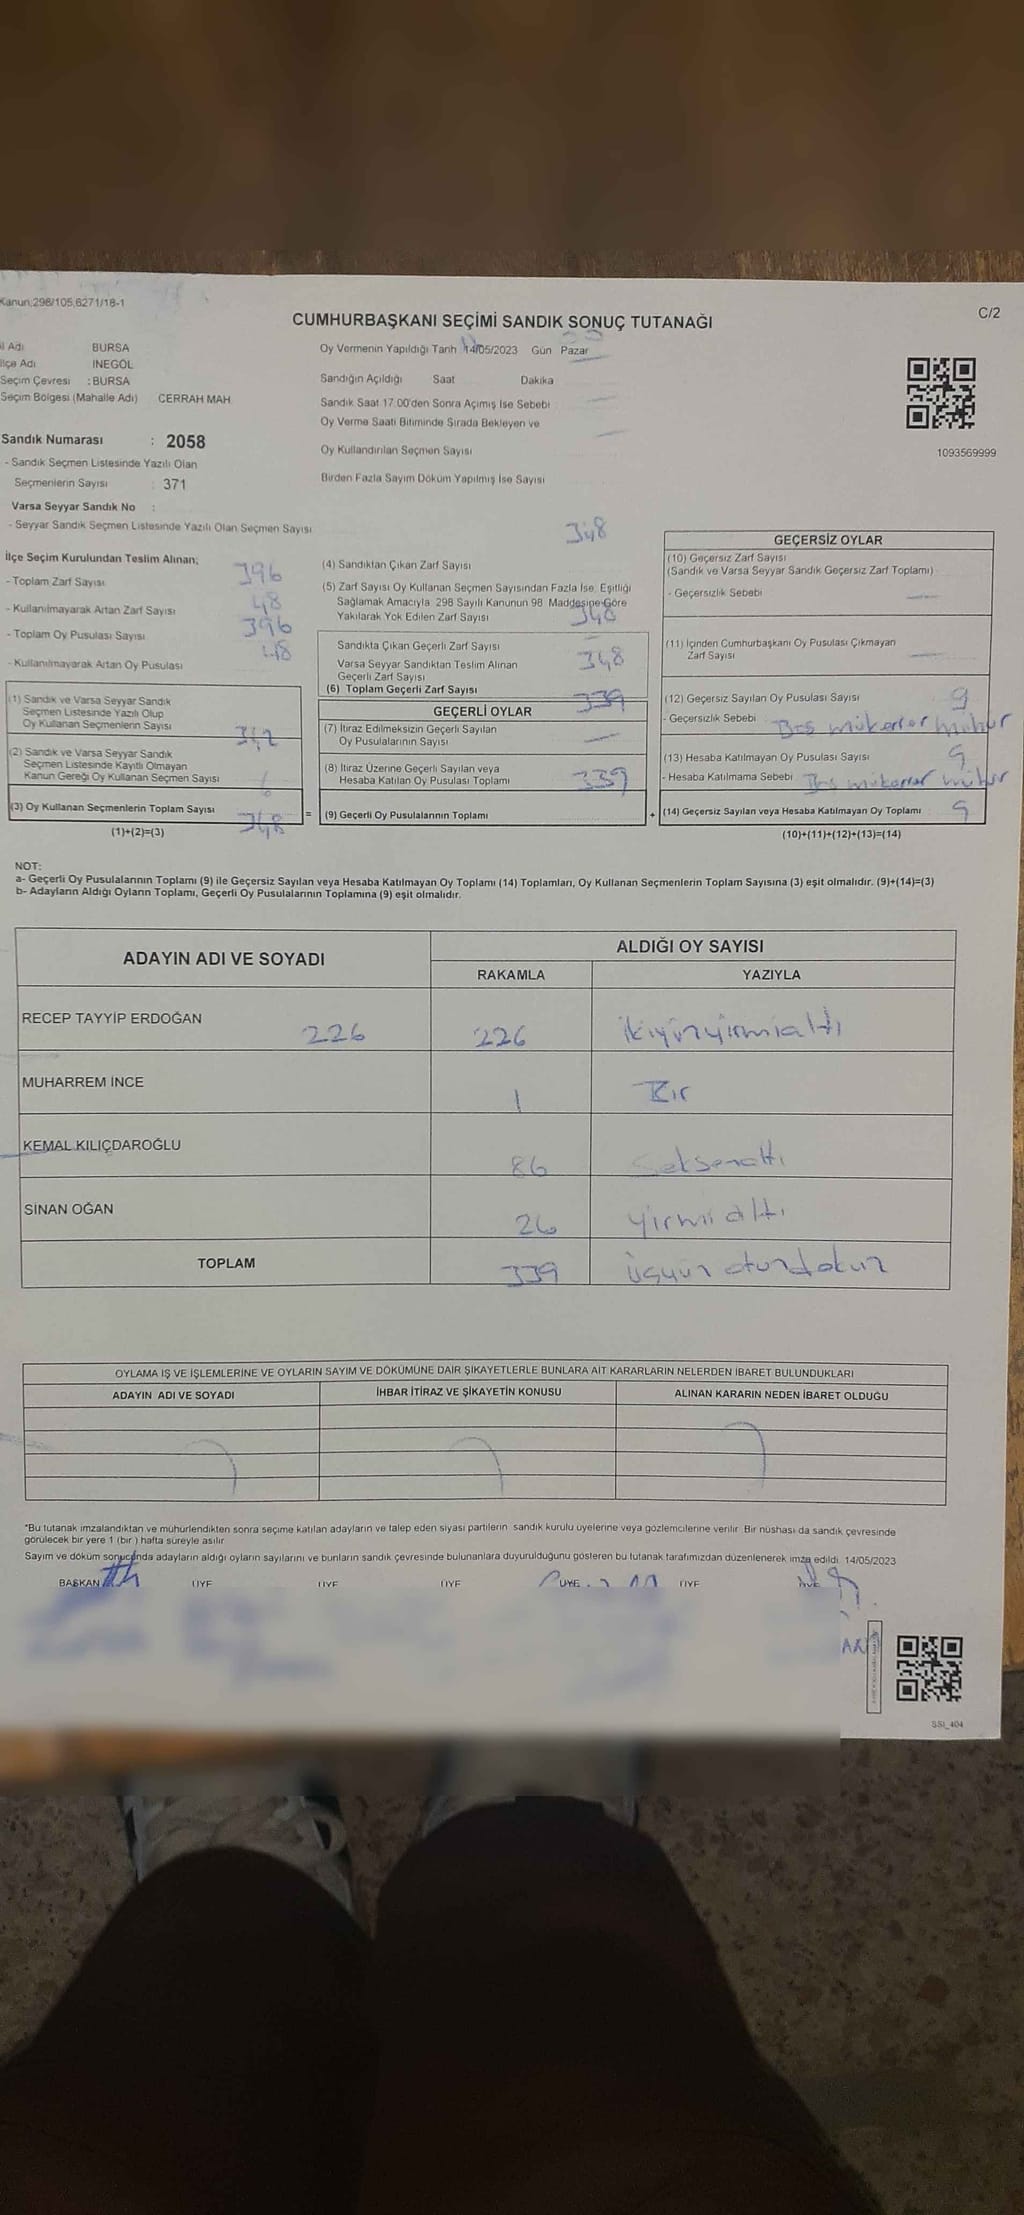 Kanun;298/105,6271/18-1
C/2
CUMHURBAŞKANI SEÇİMİ SANDIK SONUÇ TUTANAĞI
İl Adı BURSA
İlçe Adı İNEGÖL
Seçim Çevresi : BURSA
Seçim Bölgesi (Mahalle Adı) CERRAH MAH.
Sandık Numarası : 2058
- Sandık Seçmen Listesinde Yazılı Olan
Seçmenlerin Sayısı : 371
Varsa Seyyar Sandık No :
- Seyyar Sandık Seçmen Listesinde Yazılı Olan Seçmen Sayısı
Oy Vermenin Yapıldığı Tarih 14/05/2023 Gün Pazar
Sandığın Açıldığı Saat Dakika
Sandık Saat 17.00'den Sonra Açımış İse Sebebi
Oy Verme Saati Bitiminde Sırada Bekleyen ve
Oy Kullandırılan Seçmen Sayısı
Birden Fazla Sayım Döküm Yapılmış İse Sayısı
1093569999
İlçe Seçim Kurulundan Teslim Alınan;
- Toplam Zarf Sayısı 396
- Kullanılmayarak Artan Zarf Sayısı 48
- Toplam Oy Pusulası Sayısı 396
- Kullanılmayarak Artan Oy Pusulası 48
(1) Sandık ve Varsa Seyyar Sandık
Seçmen Listesinde Yazılı Olup
Oy Kullanan Seçmenlerin Sayısı 342
(2) Sandık ve Varsa Seyyar Sandık
Seçmen Listesinde Kayıtlı Olmayan
Kanun Gereği Oy Kullanan Seçmen Sayısı 6
(3) Oy Kullanan Seçmenlerin Toplam Sayısı 348
(1)+(2)=(3)
(4) Sandıktan Çıkan Zarf Sayısı 348
(5) Zarf Sayısı Oy Kullanan Seçmen Sayısından Fazla İse; Eşitliği
Sağlamak Amacıyla 298 Sayılı Kanunun 98. Maddesine Göre
Yakılarak Yok Edilen Zarf Sayısı
Sandıkta Çıkan Geçerli Zarf Sayısı 348
Varsa Seyyar Sandıktan Teslim Alınan
Geçerli Zarf Sayısı
(6) Toplam Geçerli Zarf Sayısı 348
GEÇERLİ OYLAR
(7) İtiraz Edilmeksizin Geçerli Sayılan
Oy Pusulalarının Sayısı 339
(8) İtiraz Üzerine Geçerli Sayılan veya
Hesaba Katılan Oy Pusulası Toplamı
= (9) Geçerli Oy Pusulalarının Toplamı 339
GEÇERSİZ OYLAR
(10) Geçersiz Zarf Sayısı
(Sandık ve Varsa Seyyar Sandık Geçersiz Zarf Toplamı)
- Geçersizlik Sebebi
(11) İçinden Cumhurbaşkanı Oy Pusulası Çıkmayan
Zarf Sayısı
(12) Geçersiz Sayılan Oy Pusulası Sayısı 9
- Geçersizlik Sebebi Boş mükerrer mühür
(13) Hesaba Katılmayan Oy Pusulası Sayısı 9
- Hesaba Katılmama Sebebi Boş mükerrer mühür
+ (14) Geçersiz Sayılan veya Hesaba Katılmayan Oy Toplamı 9
(10)+(11)+(12)+(13)=(14)
NOT:
a- Geçerli Oy Pusulalarının Toplamı (9) ile Geçersiz Sayılan veya Hesaba Katılmayan Oy Toplamı (14) Toplamları, Oy Kullanan Seçmenlerin Toplam Sayısına (3) eşit olmalıdır. (9)+(14)=(3)
b- Adayların Aldığı Oyların Toplamı, Geçerli Oy Pusulalarının Toplamına (9) eşit olmalıdır.
ADAYIN ADI VE SOYADI ALDIĞI OY SAYISI
RAKAMLA YAZIYLA
RECEP TAYYİP ERDOĞAN 226 226 ikiyüzyirmialtı
MUHARREM İNCE 1 Bir
KEMAL KILIÇDAROĞLU 86 Seksenaltı
SİNAN OĞAN 26 yirmialtı
TOPLAM 339 üçyüzotuzdokuz
OYLAMA İŞ VE İŞLEMLERİNE VE OYLARIN SAYIM VE DÖKÜMÜNE DAİR ŞİKAYETLERLE BUNLARA AİT KARARLARIN NELERDEN İBARET BULUNDUKLARI
ADAYIN ADI VE SOYADI İHBAR İTİRAZ VE ŞİKAYETİN KONUSU ALINAN KARARIN NEDEN İBARET OLDUĞU
*Bu tutanak imzalandıktan ve mühürlendikten sonra seçime katılan adayların ve talep eden siyasi partilerin sandık kurulu üyelerine veya gözlemcilerine verilir. Bir nüshası da sandık çevresinde
görülecek bir yere 1 (bir ) hafta süreyle asılır
Sayım ve döküm sonucunda adayların aldığı oyların sayılarını ve bunların sandık çevresinde bulunanlara duyurulduğunu gösteren bu tutanak tarafımızdan düzenlenerek imza edildi. 14/05/2023
BAŞKAN ÜYE ÜYE ÜYE ÜYE ÜYE ÜYE
SSI_404